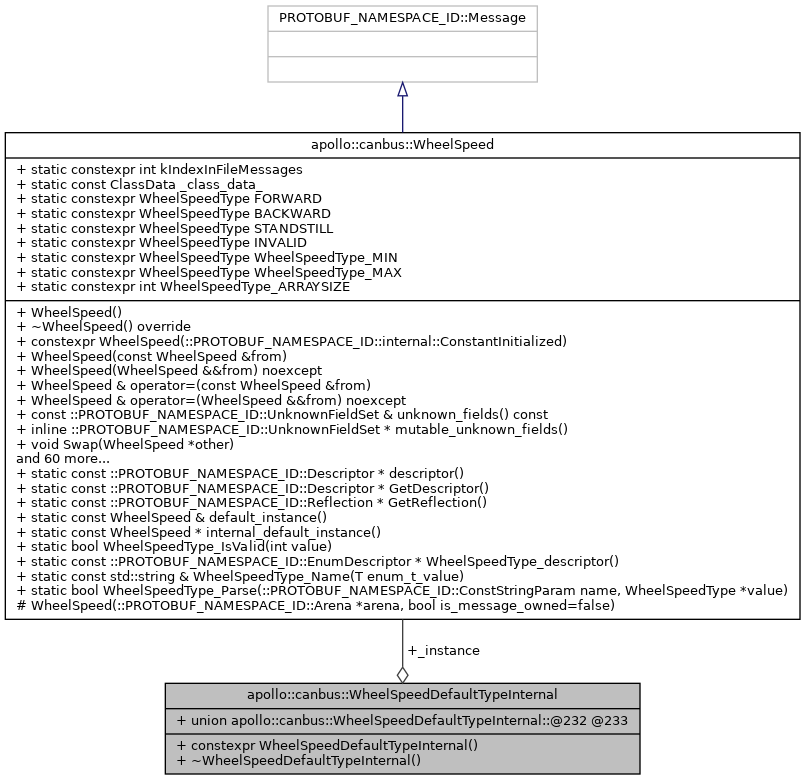 PROTOBUF_NAMESPACE_ID::Message
apollo::canbus::WheelSpeed
+ static constexpr int kIndexInFileMessages
+ static const ClassData _class_data_
+ static constexpr WheelSpeedType FORWARD
+ static constexpr WheelSpeedType BACKWARD
+ static constexpr WheelSpeedType STANDSTILL
+ static constexpr WheelSpeedType INVALID
+ static constexpr WheelSpeedType WheelSpeedType_MIN
+ static constexpr WheelSpeedType WheelSpeedType_MAX
+ static constexpr int WheelSpeedType_ARRAYSIZE
+ WheelSpeed()
+ ~WheelSpeed() override
+ constexpr WheelSpeed(::PROTOBUF_NAMESPACE_ID::internal::ConstantInitialized)
+ WheelSpeed(const WheelSpeed &from)
+ WheelSpeed(WheelSpeed &&from) noexcept
+ WheelSpeed & operator=(const WheelSpeed &from)
+ WheelSpeed & operator=(WheelSpeed &&from) noexcept
+ const ::PROTOBUF_NAMESPACE_ID::UnknownFieldSet & unknown_fields() const
+ inline ::PROTOBUF_NAMESPACE_ID::UnknownFieldSet * mutable_unknown_fields()
+ void Swap(WheelSpeed *other)
and 60 more...
+ static const ::PROTOBUF_NAMESPACE_ID::Descriptor * descriptor()
+ static const ::PROTOBUF_NAMESPACE_ID::Descriptor * GetDescriptor()
+ static const ::PROTOBUF_NAMESPACE_ID::Reflection * GetReflection()
+ static const WheelSpeed & default_instance()
+ static const WheelSpeed * internal_default_instance()
+ static bool WheelSpeedType_IsValid(int value)
+ static const ::PROTOBUF_NAMESPACE_ID::EnumDescriptor * WheelSpeedType_descriptor()
+ static const std::string & WheelSpeedType_Name(T enum_t_value)
+ static bool WheelSpeedType_Parse(::PROTOBUF_NAMESPACE_ID::ConstStringParam name, WheelSpeedType *value)
# WheelSpeed(::PROTOBUF_NAMESPACE_ID::Arena *arena, bool is_message_owned=false)
+_instance
apollo::canbus::WheelSpeedDefaultTypeInternal
+ union apollo::canbus::WheelSpeedDefaultTypeInternal::@232 @233
+ constexpr WheelSpeedDefaultTypeInternal()
+ ~WheelSpeedDefaultTypeInternal()